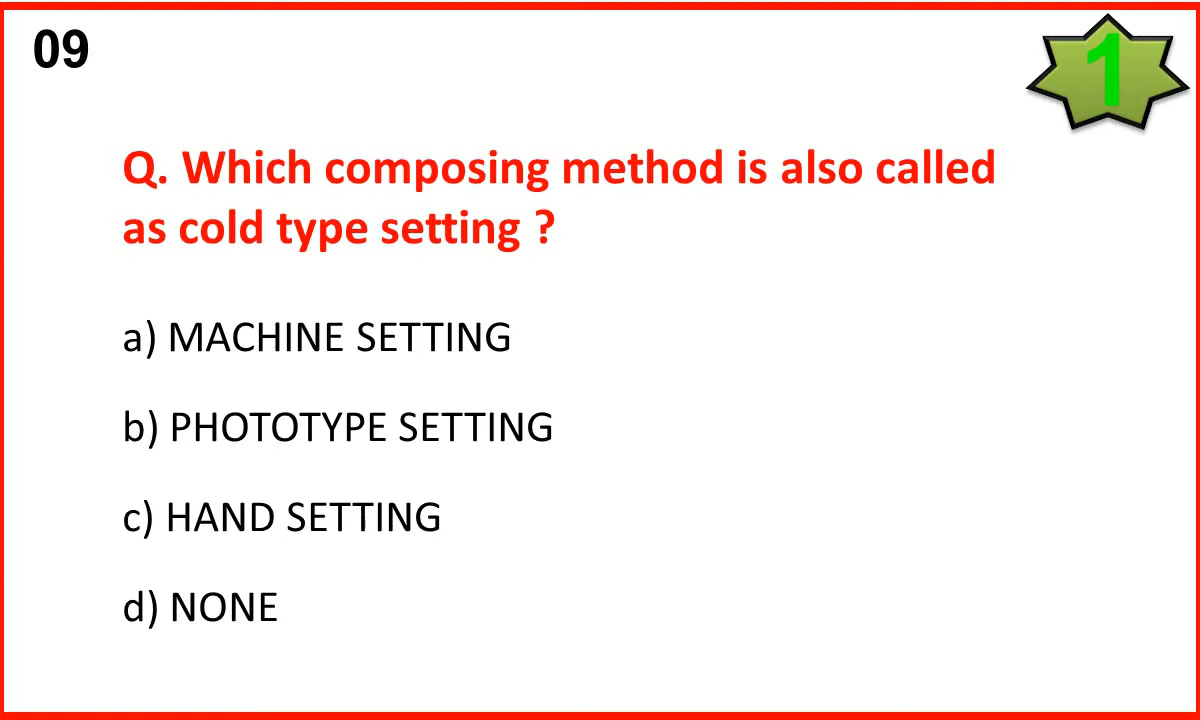 09
1
Q. Which composing method is also called
as cold type setting ?
a) MACHINE SETTING
b) PHOTOTYPE SETTING
c) HAND SETTING
d) NONE